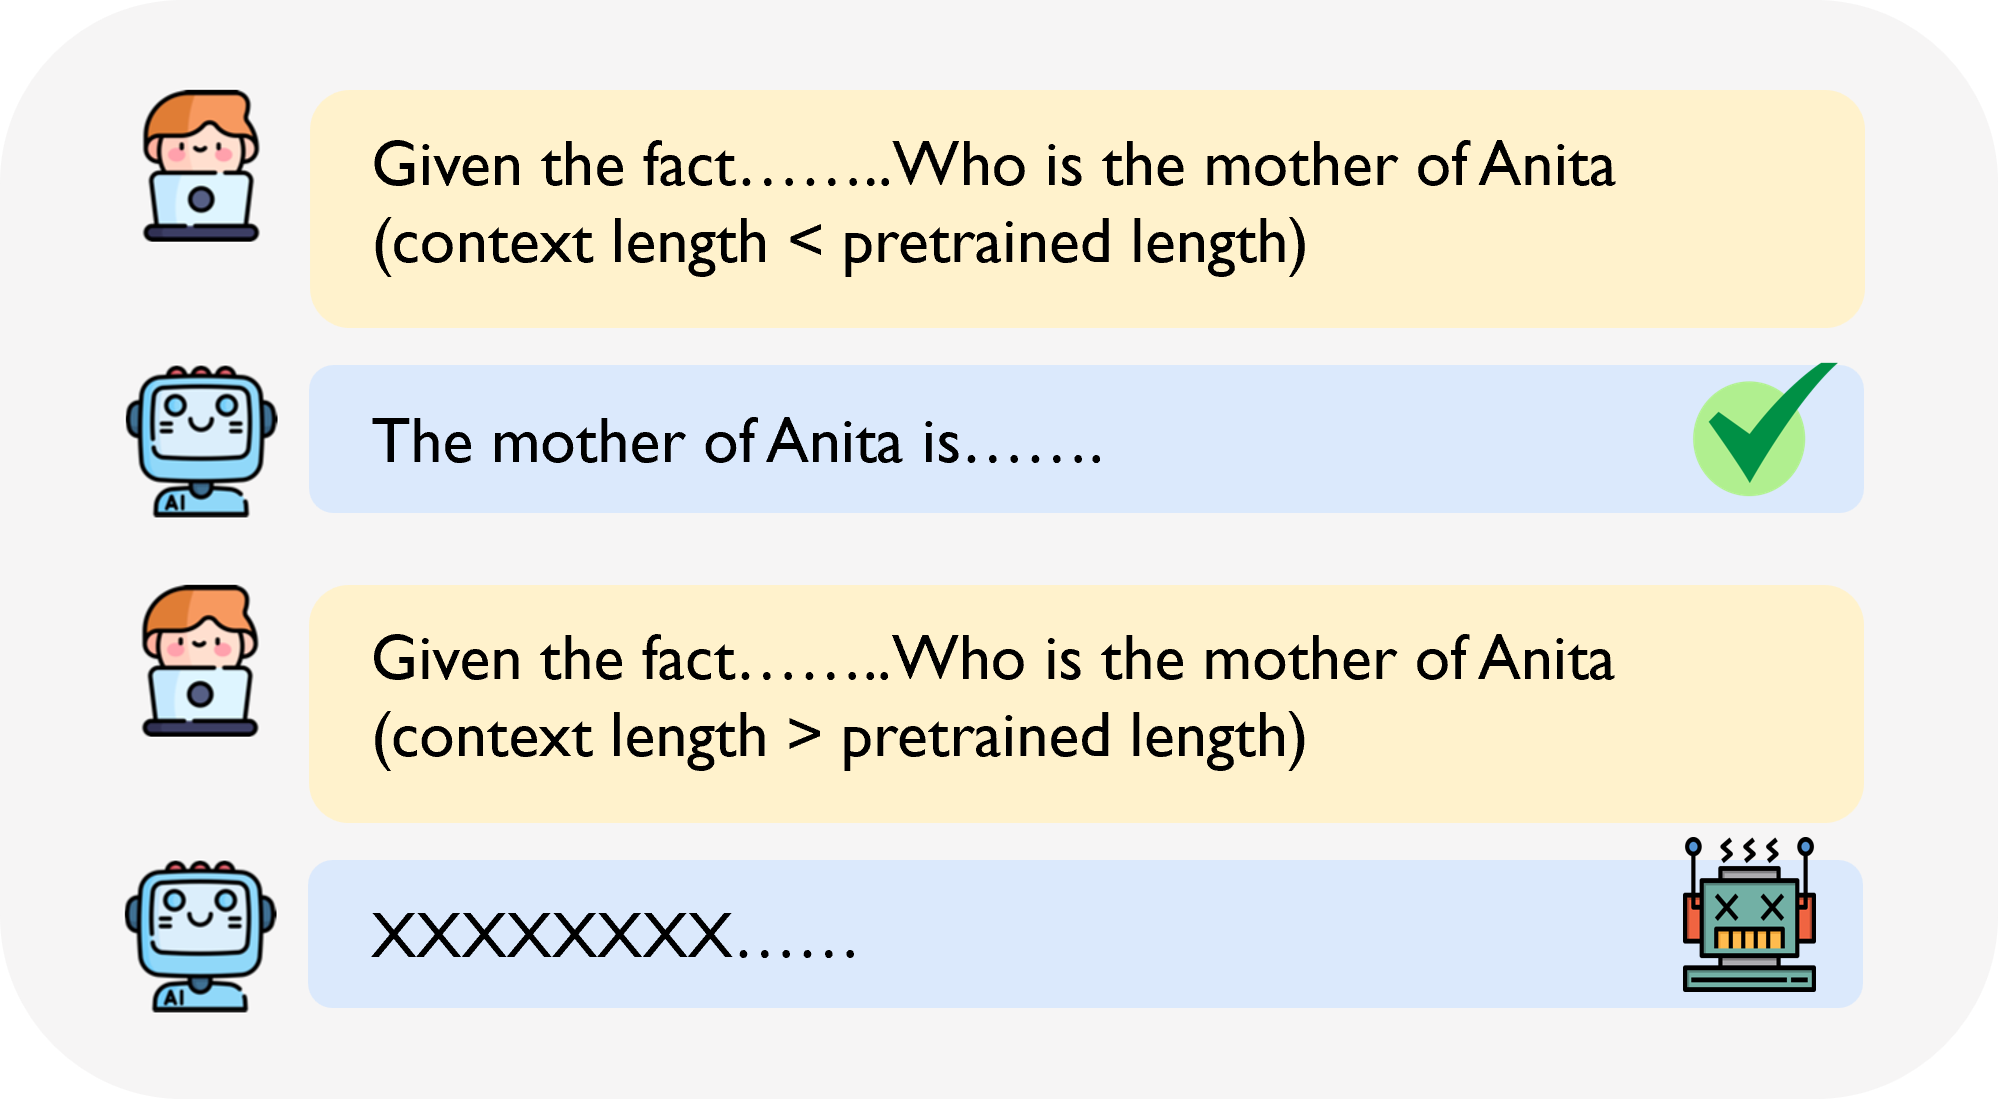 Given the fact……..Who is the mother of Anita
(context length < pretrained length)
The mother of Anita is…….
AI
Given the fact……..Who is the mother of Anita
(context length > pretrained length)
XXXXXXXX……
AI